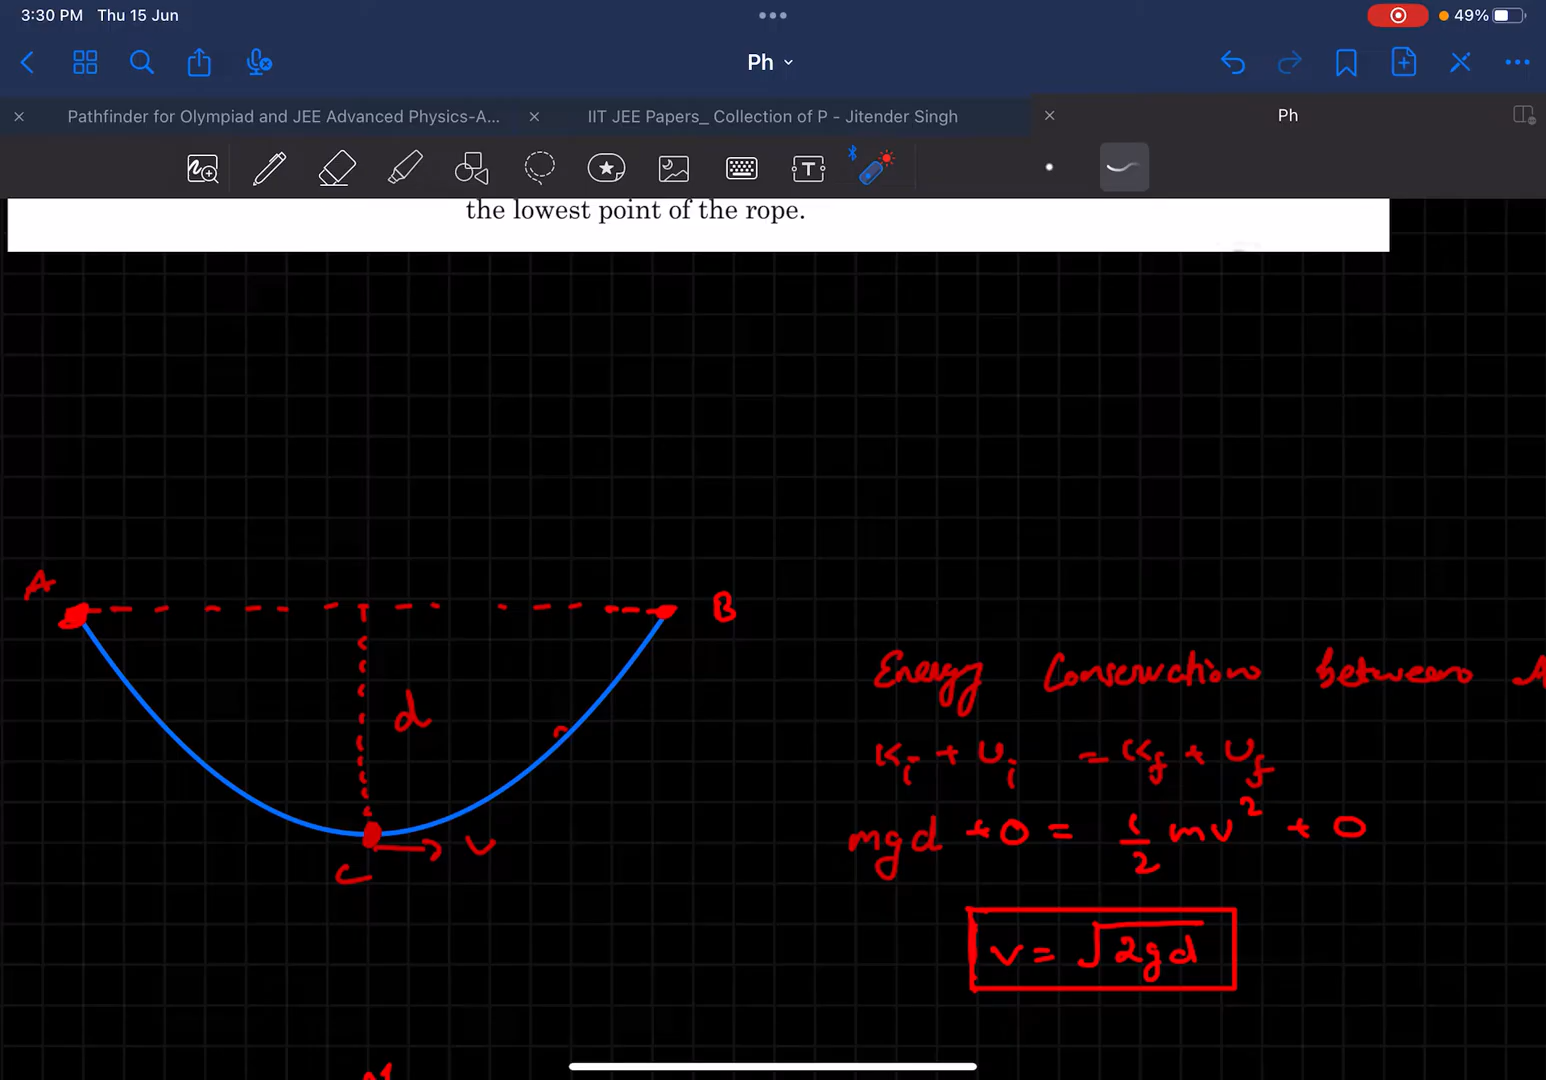 3:30 PM Thu 15 Jun
49%
Ph
Pathfinder for Olympiad and JEE Advanced Physics-A...
IIT JEE Papers_ Collection of P - Jitender Singh
Ph
T
the lowest point of the rope.
A
B
d
C
v
Energy Conservation between A
Ki + Ui = Kf + Uf
mgd + 0 = 1/2 mv² + 0
v = √2gd